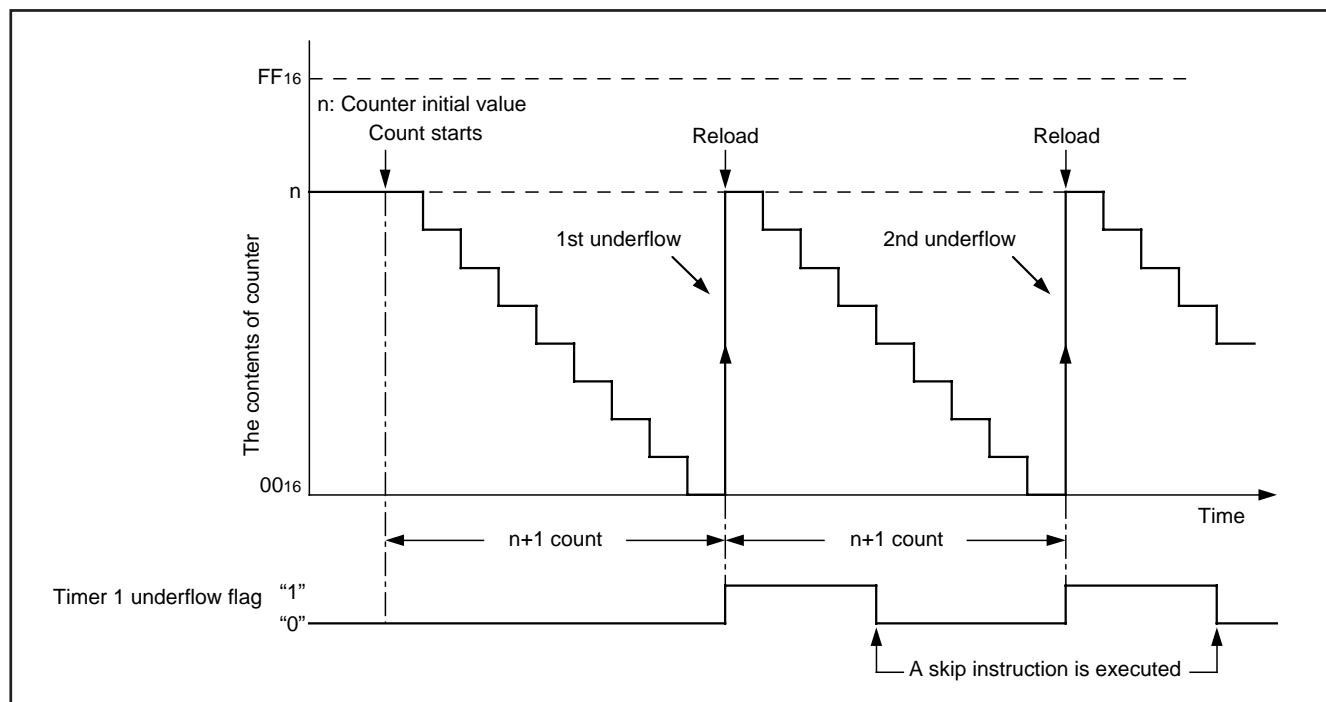 FF16
n: Counter initial value
Count starts
Reload
Reload
n
1st underflow
2nd underflow
The contents of counter
0016
Time
n+1 count
n+1 count
Timer 1 underflow flag
“1”
“0”
A skip instruction is executed